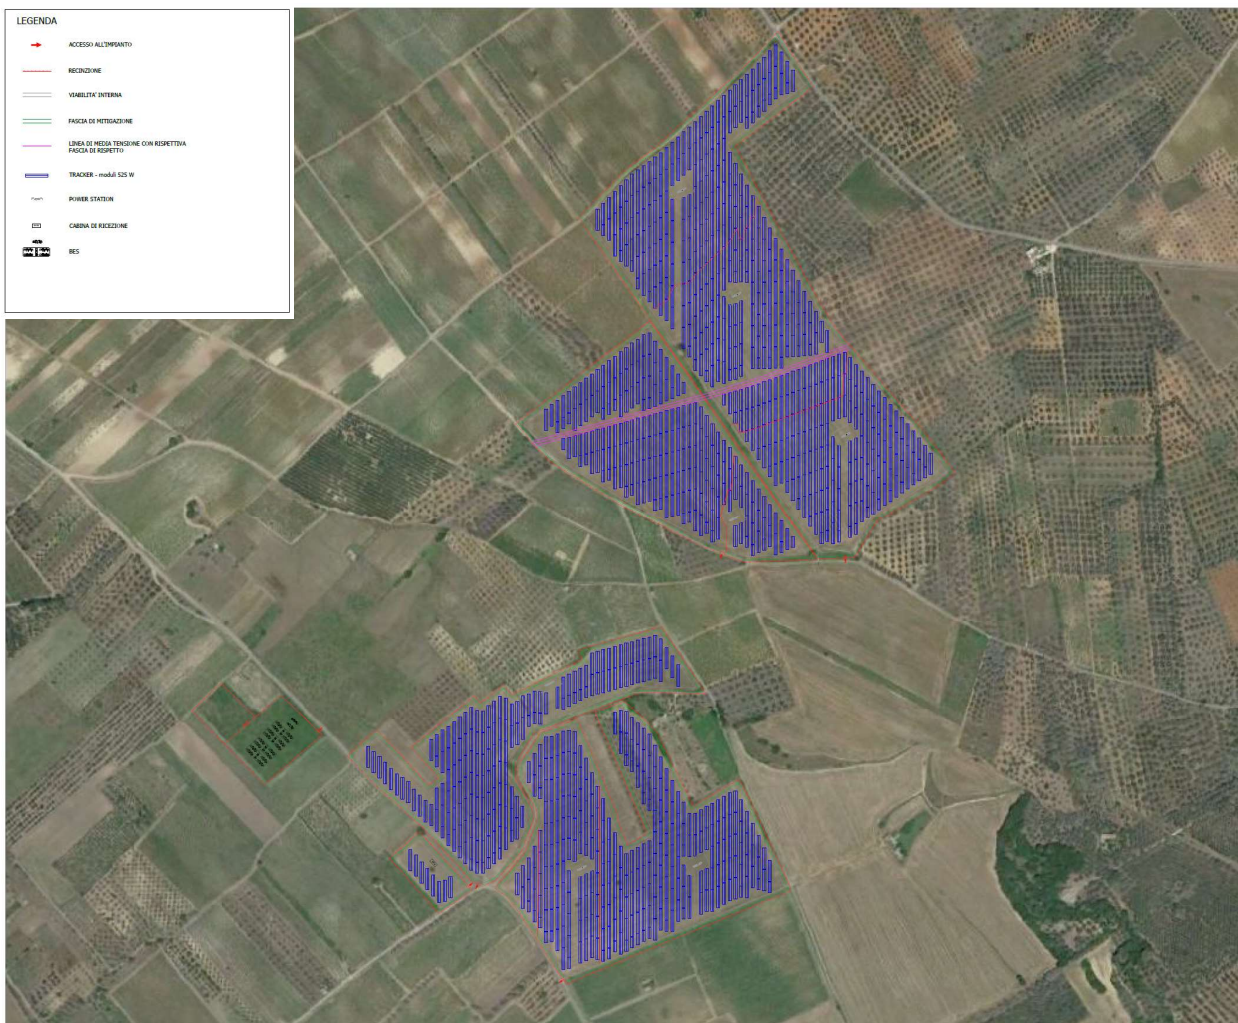 LEGENDA
ACCESSO ALL'IMPIANTO
RECINZIONE
VIABILITA' INTERNA
FASCIA DI MITIGAZIONE
LINEA DI MEDIA TENSIONE CON RISPETTIVA
FASCIA DI RISPETTO
TRACKER - moduli 525 W
POWER STATION
CABINA DI RICEZIONE
BES